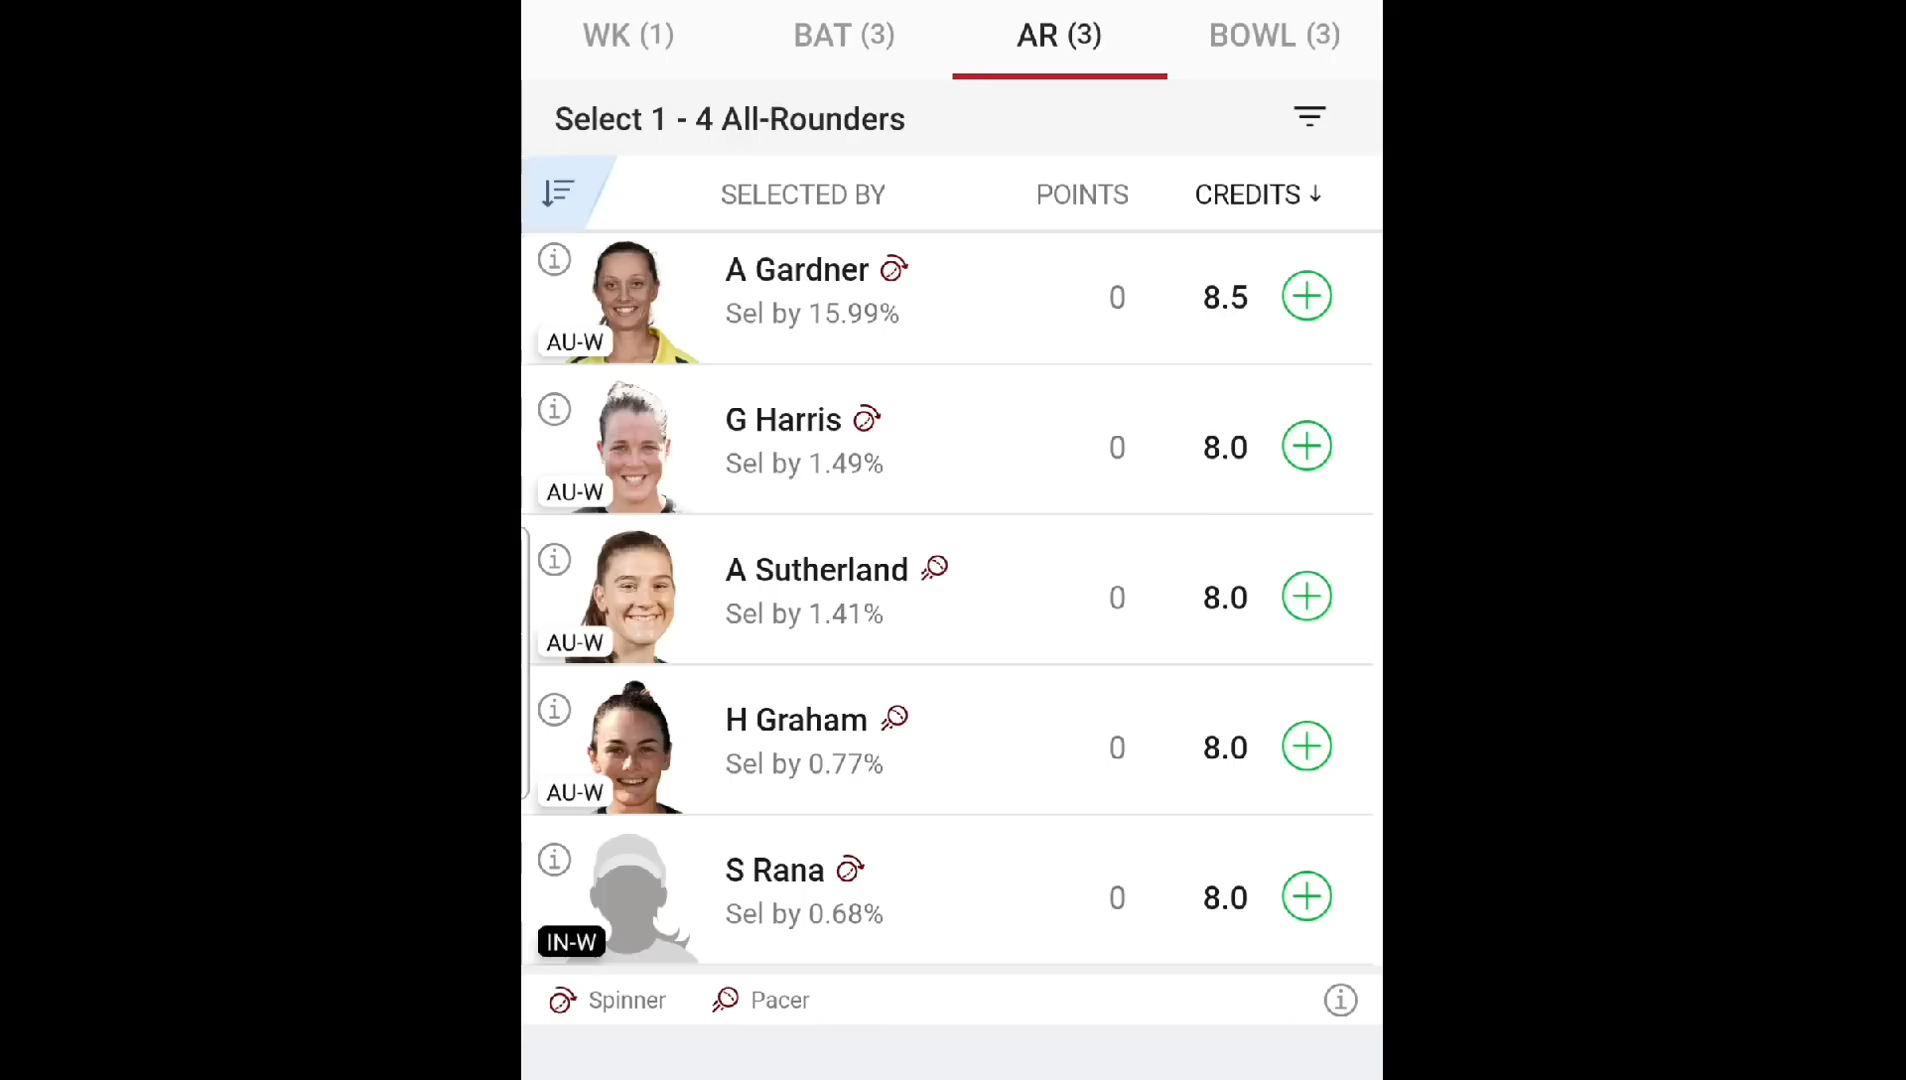 WK (1) BAT (3) AR (3) BOWL (3)
Select 1 - 4 All-Rounders
SELECTED BY POINTS CREDITS ↓
A Gardner
Sel by 15.99%
0 8.5
AU-W
G Harris
Sel by 1.49%
0 8.0
AU-W
A Sutherland
Sel by 1.41%
0 8.0
AU-W
H Graham
Sel by 0.77%
0 8.0
AU-W
S Rana
Sel by 0.68%
0 8.0
IN-W
Spinner Pacer